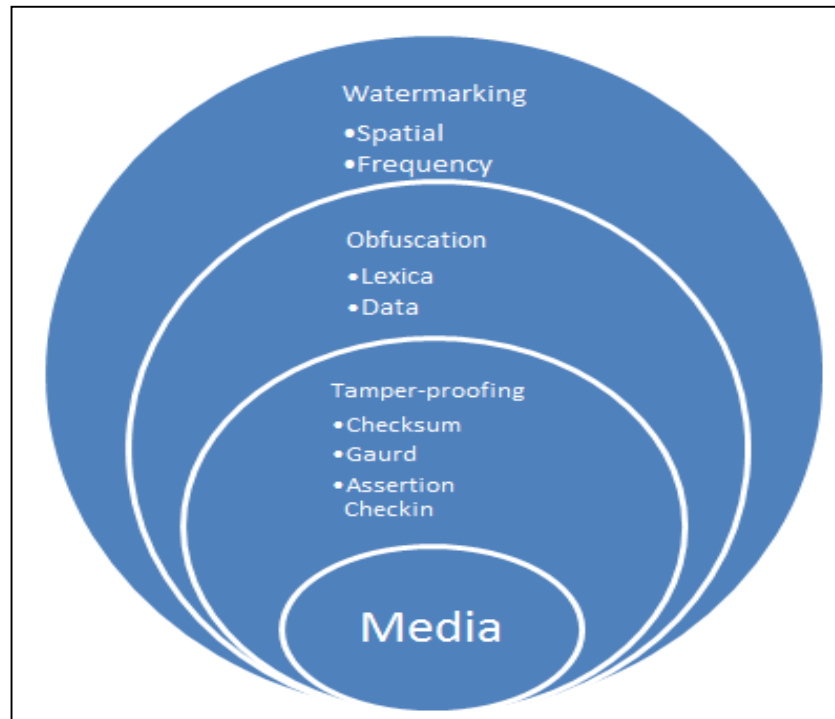 Watermarking
•Spatial
•Frequency
Obfuscation
•Lexica
•Data
Tamper-proofing
•Checksum
•Gaurd
•Assertion
Checkin
Media